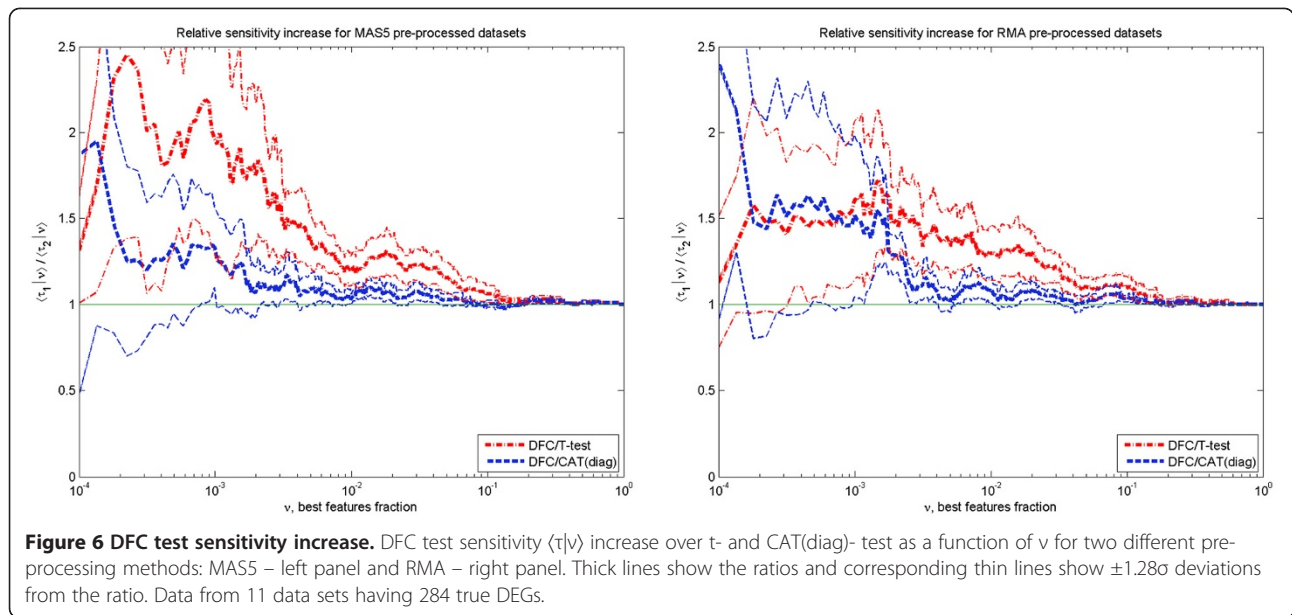 Relative sensitivity increase for MAS5 pre-processed datasets
2.5
2
1.5
1
0.5
0
⟨τ₁|ν⟩ / ⟨τ₂|ν⟩
10⁻⁴
10⁻³
10⁻²
10⁻¹
10⁰
ν, best features fraction
DFC/T-test
DFC/CAT(diag)
Relative sensitivity increase for RMA pre-processed datasets
2.5
2
1.5
1
0.5
0
⟨τ₁|ν⟩ / ⟨τ₂|ν⟩
10⁻⁴
10⁻³
10⁻²
10⁻¹
10⁰
ν, best features fraction
DFC/T-test
DFC/CAT(diag)
Figure 6 DFC test sensitivity increase. DFC test sensitivity ⟨τ|ν⟩ increase over t- and CAT(diag)- test as a function of ν for two different pre-
processing methods: MAS5 – left panel and RMA – right panel. Thick lines show the ratios and corresponding thin lines show ±1.28σ deviations
from the ratio. Data from 11 data sets having 284 true DEGs.